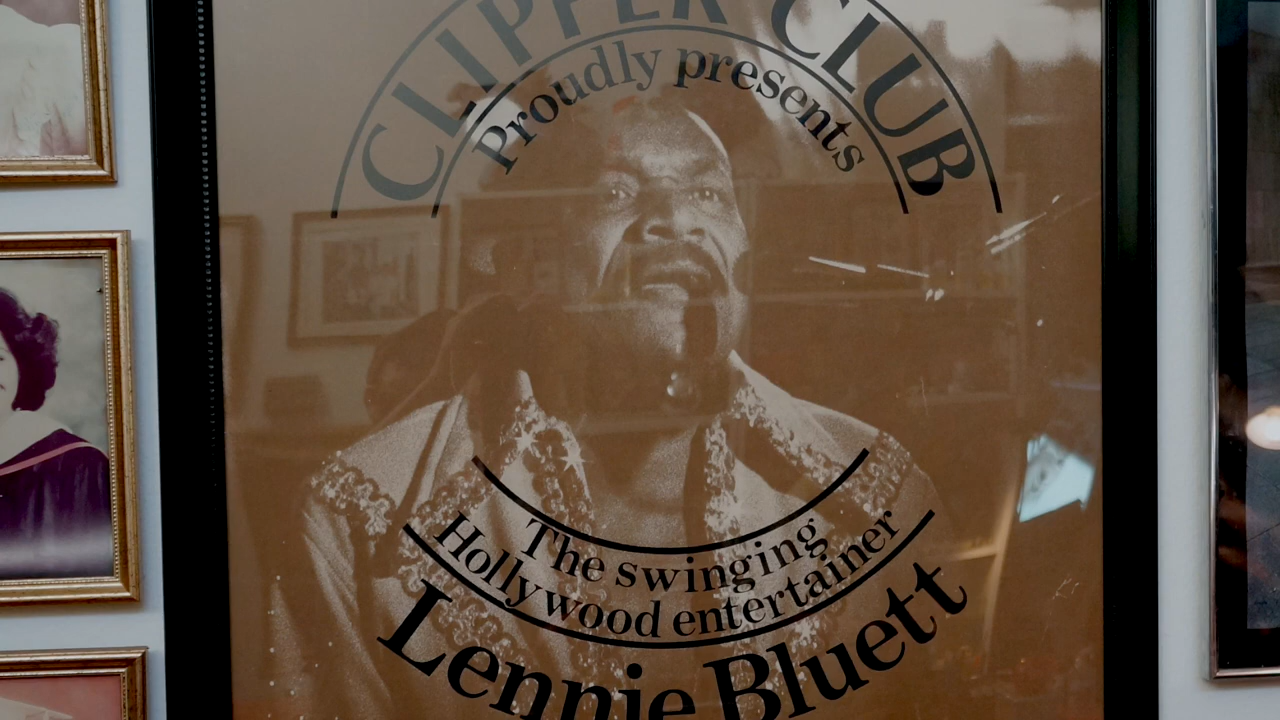 CLIPPER CLUB
Proudly presents
The swinging
Hollywood entertainer
Lennie Bluett